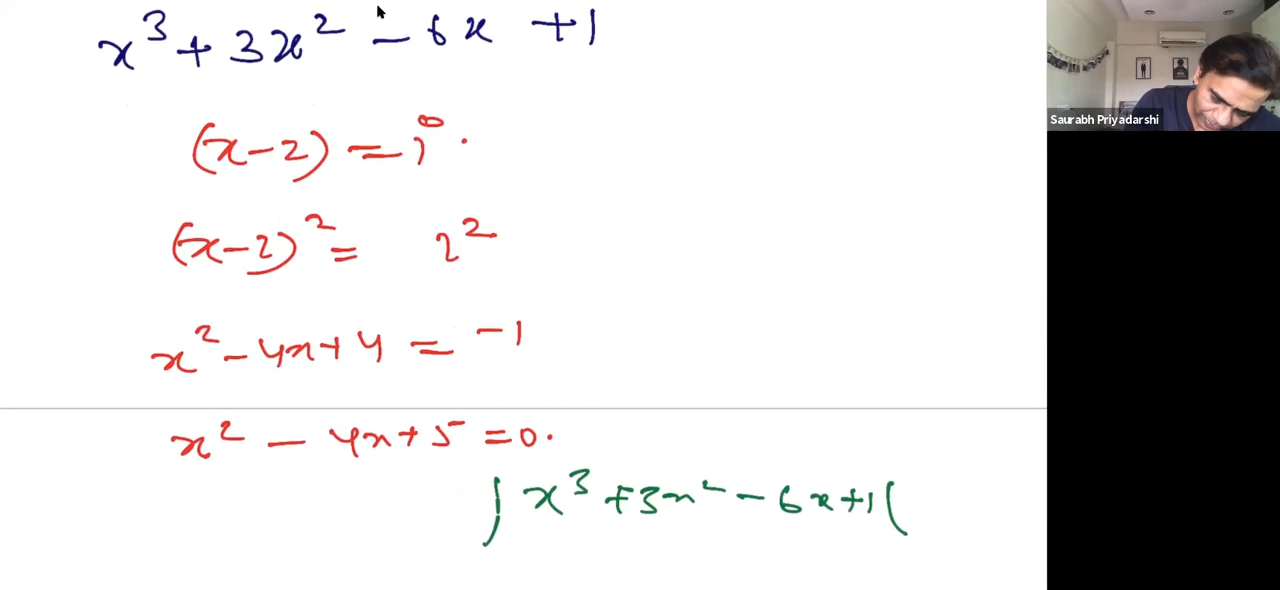 x³ + 3x² - 6x + 1
(x-2) = i.
(x-2)² = i²
x² - 4x + 4 = -1
x² - 4x + 5 = 0.
) x³ + 3x² - 6x + 1 (
Saurabh Priyadarshi